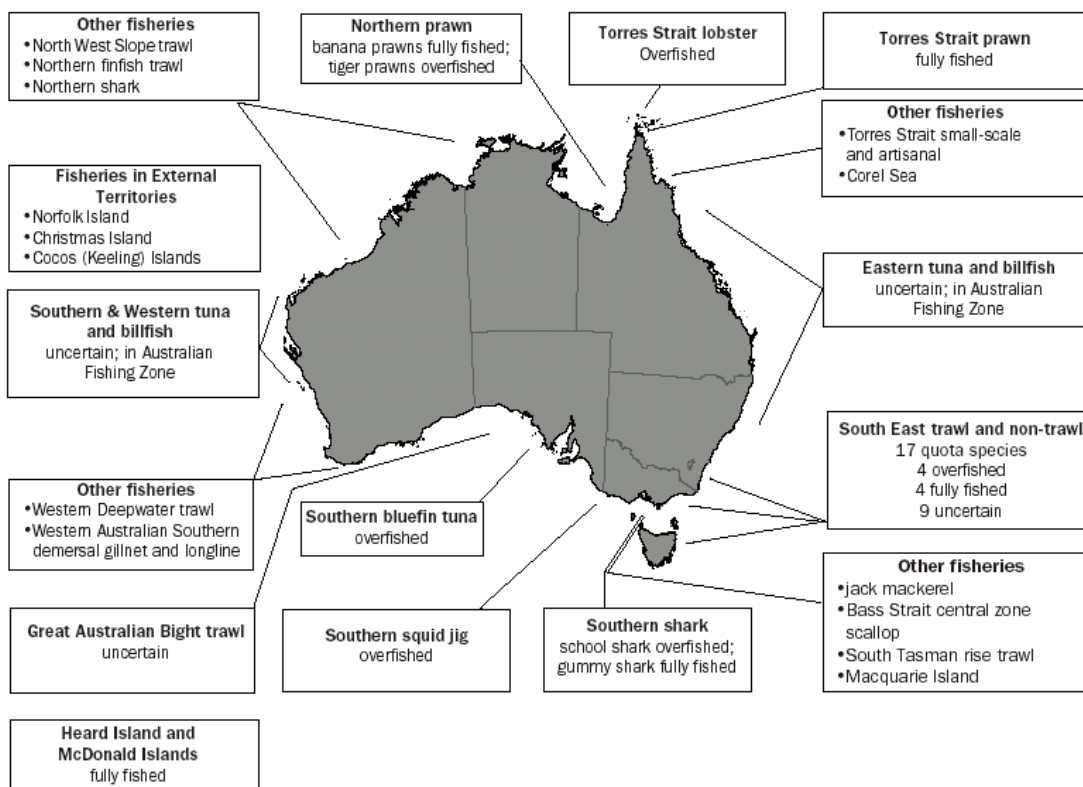 Other fisheries
•North West Slope trawl
•Northern finfish trawl
•Northern shark
Northern prawn
banana prawns fully fished;
tiger prawns overfished
Torres Strait lobster
Overfished
Torres Strait prawn
fully fished
Other fisheries
•Torres Strait small-scale
and artisanal
•Corel Sea
Fisheries in External
Territories
•Norfolk Island
•Christmas Island
•Cocos (Keeling) Islands
Eastern tuna and billfish
uncertain; in Australian
Fishing Zone
Southern & Western tuna
and billfish
uncertain; in Australian
Fishing Zone
South East trawl and non-trawl
17 quota species
4 overfished
4 fully fished
9 uncertain
Other fisheries
•Western Deepwater trawl
•Western Australian Southern
demersal gillnet and longline
Southern bluefin tuna
overfished
Other fisheries
•jack mackerel
•Bass Strait central zone
scallop
•South Tasman rise trawl
•Macquarie Island
Great Australian Bight trawl
uncertain
Southern squid jig
overfished
Southern shark
school shark overfished;
gummy shark fully fished
Heard Island and
McDonald Islands
fully fished